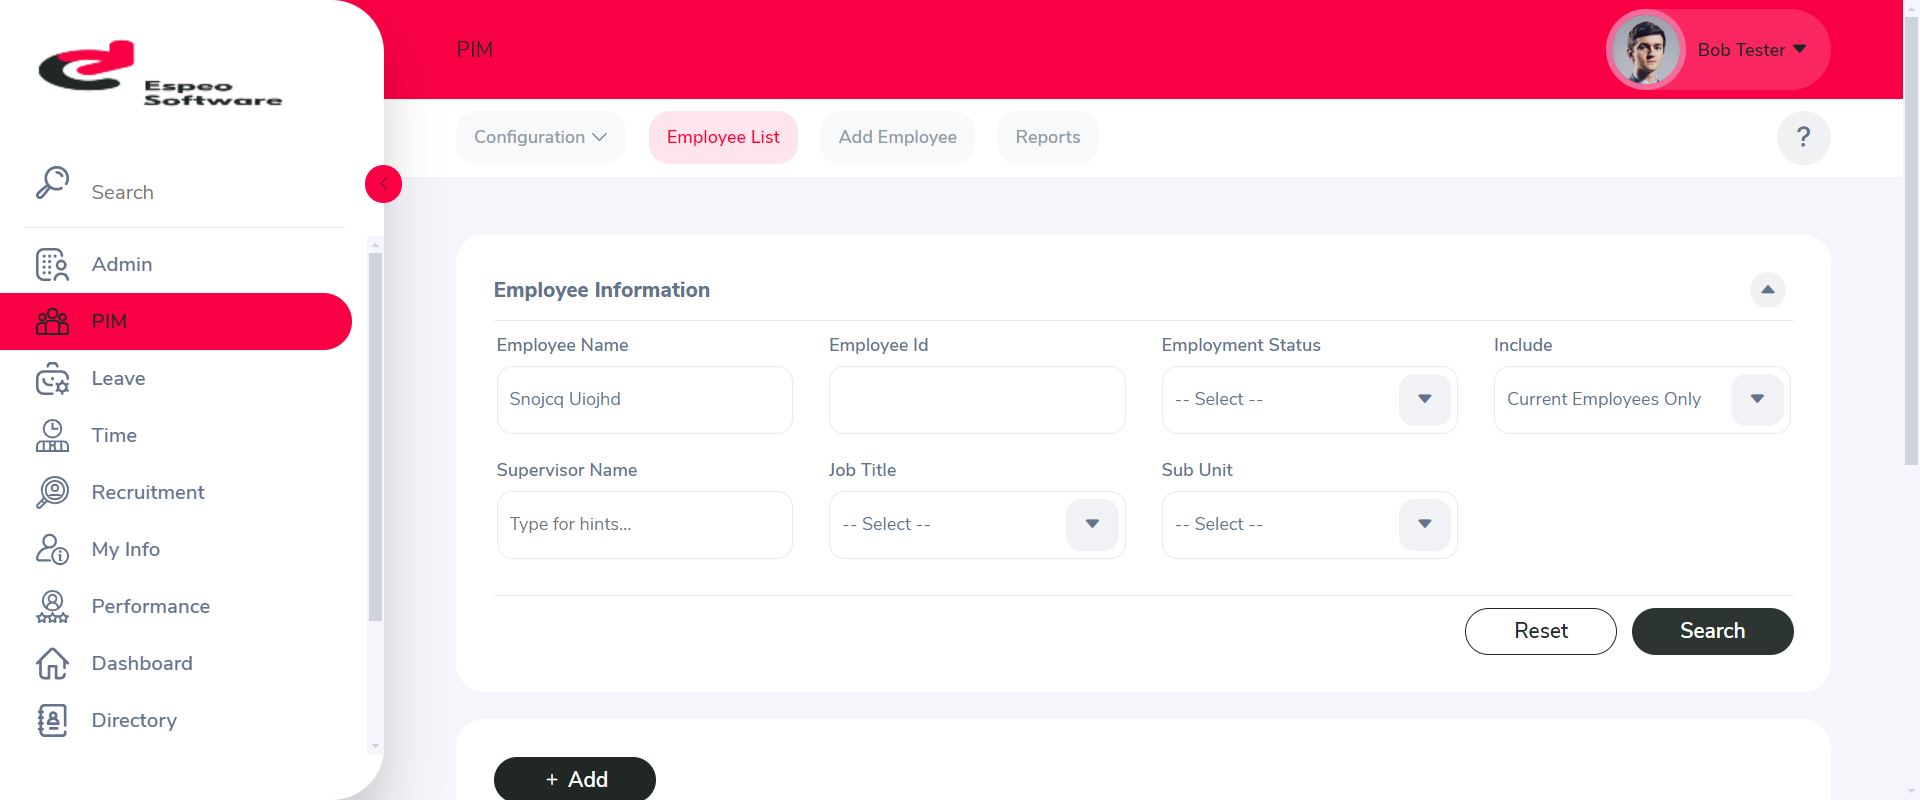 Espeo
Software
Search
Admin
PIM
Leave
Time
Recruitment
My Info
Performance
Dashboard
Directory
PIM
Bob Tester
Configuration
Employee List
Add Employee
Reports
?
Employee Information
Employee Name
Employee Id
Employment Status
Include
Snojcq Uiojhd
-- Select --
Current Employees Only
Supervisor Name
Job Title
Sub Unit
Type for hints...
-- Select --
-- Select --
Reset
Search
+ Add